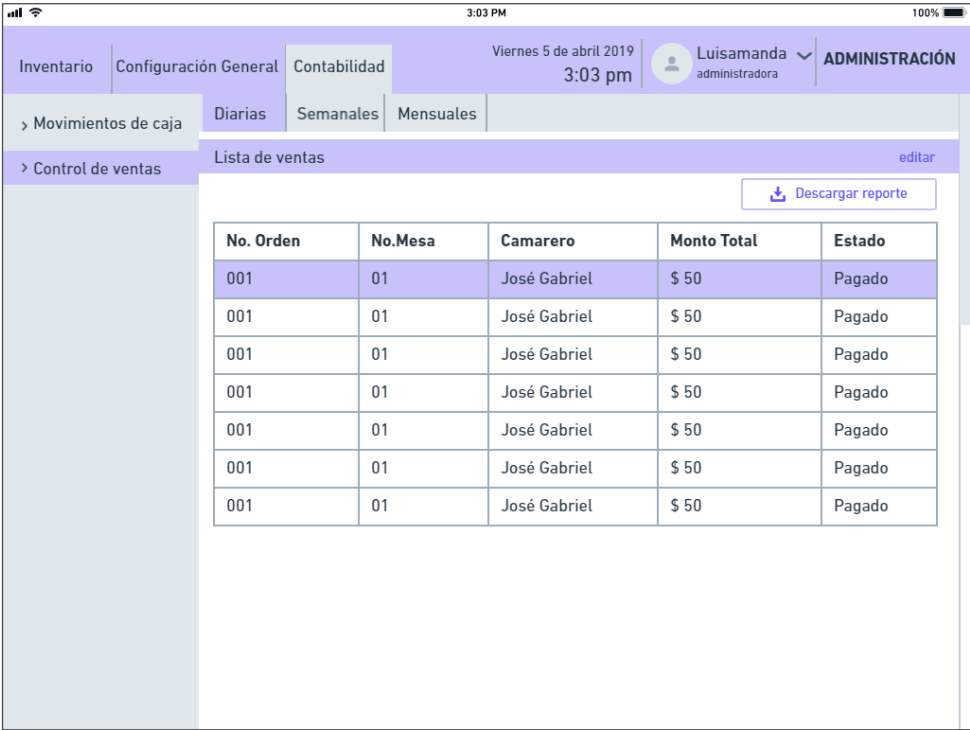 3:03 PM
100%
Inventario
Configuración General
Contabilidad
Viernes 5 de abril 2019
3:03 pm
Luisamanda
administradora
ADMINISTRACIÓN
Movimientos de caja
Control de ventas
Diarias
Semanales
Mensuales
Lista de ventas
editar
Descargar reporte
No. Orden No.Mesa Camarero Monto Total Estado
001 01 José Gabriel $ 50 Pagado
001 01 José Gabriel $ 50 Pagado
001 01 José Gabriel $ 50 Pagado
001 01 José Gabriel $ 50 Pagado
001 01 José Gabriel $ 50 Pagado
001 01 José Gabriel $ 50 Pagado
001 01 José Gabriel $ 50 Pagado